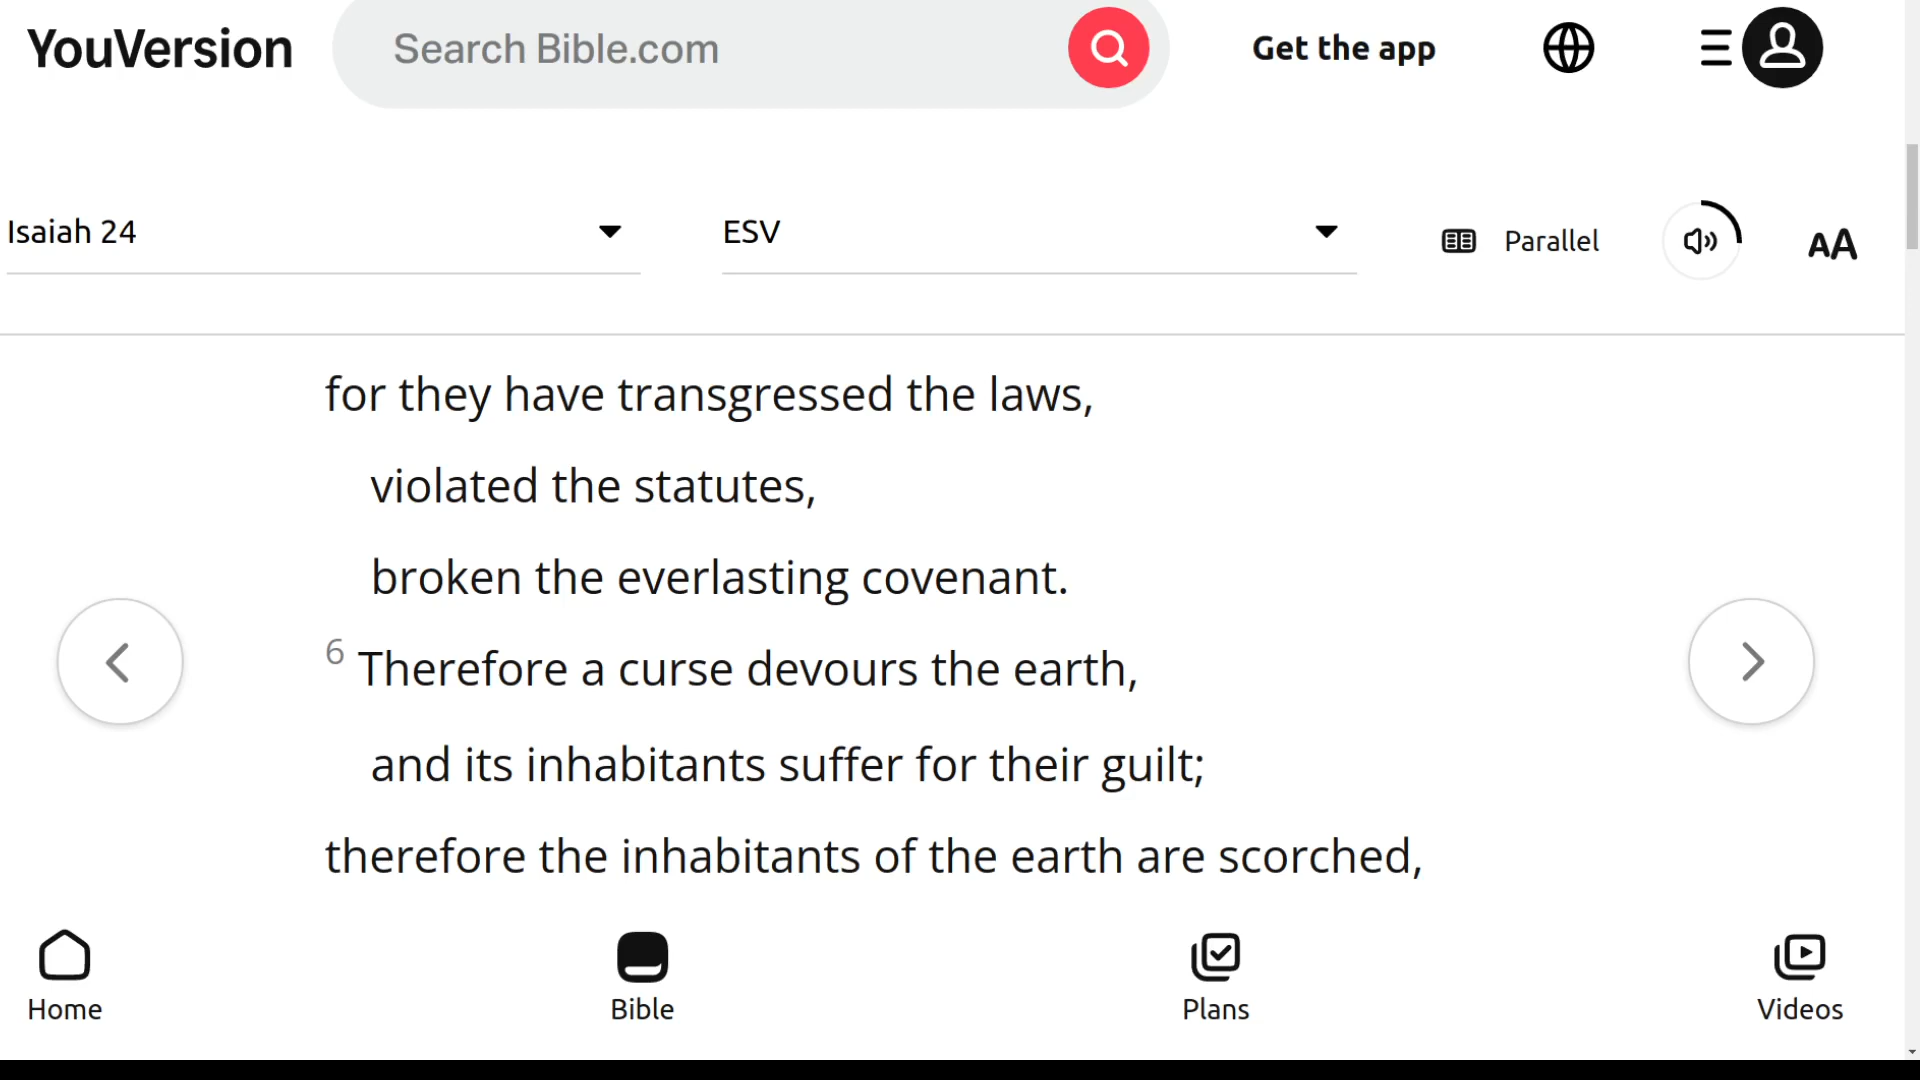 YouVersion
Search Bible.com
Get the app
Isaiah 24
ESV
Parallel
AA
for they have transgressed the laws,
violated the statutes,
broken the everlasting covenant.
6 Therefore a curse devours the earth,
and its inhabitants suffer for their guilt;
therefore the inhabitants of the earth are scorched,
Home
Bible
Plans
Videos